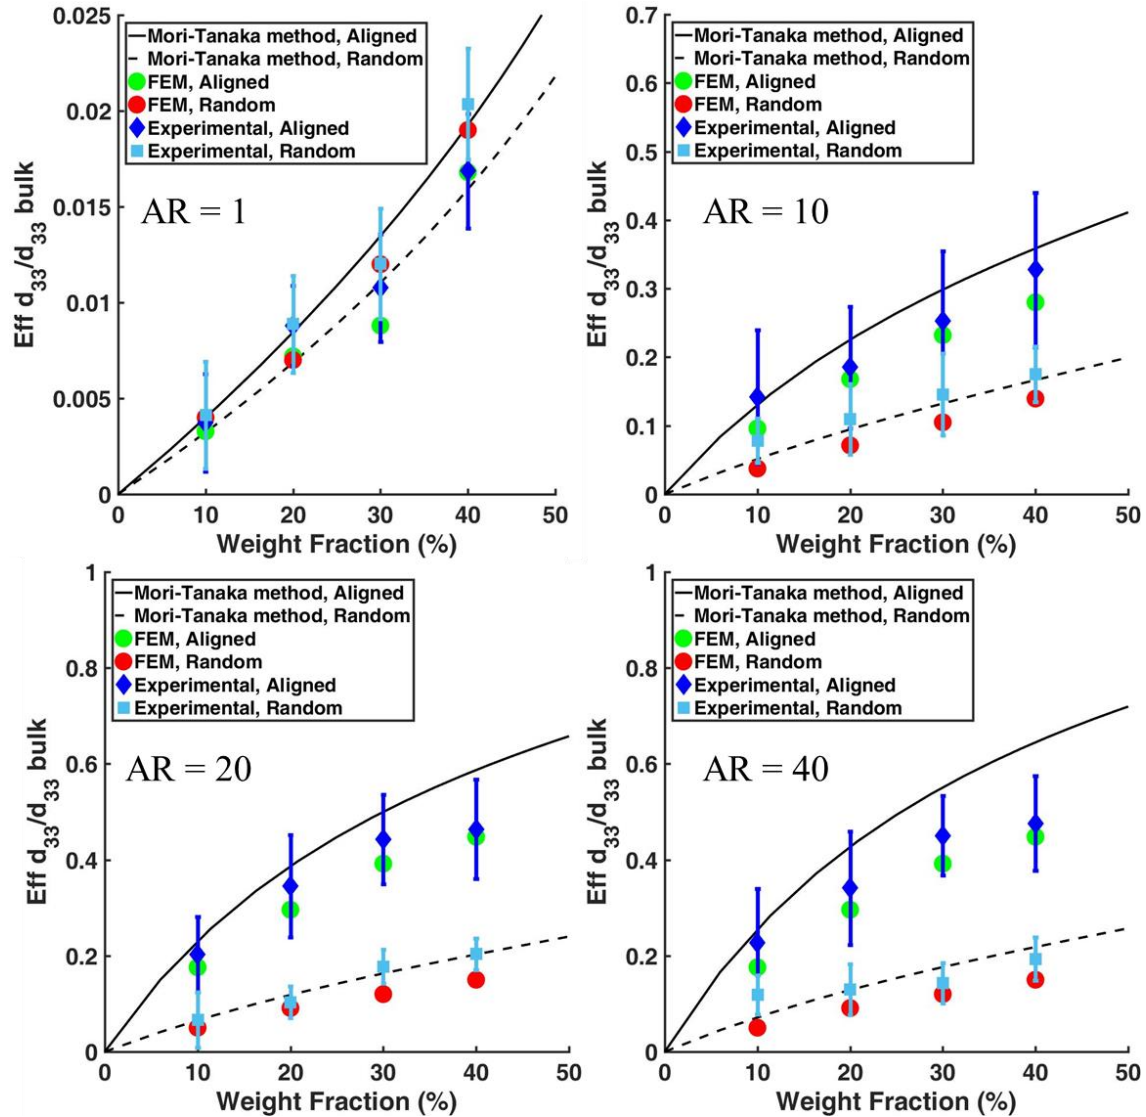 0.025
0.02
0.015
0.01
0.005
0
Eff d33/d33 bulk
Mori-Tanaka method, Aligned
Mori-Tanaka method, Random
FEM, Aligned
FEM, Random
Experimental, Aligned
Experimental, Random
AR = 1
0 10 20 30 40 50
Weight Fraction (%)
0.7
0.6
0.5
0.4
0.3
0.2
0.1
0
Eff d33/d33 bulk
Mori-Tanaka method, Aligned
Mori-Tanaka method, Random
FEM, Aligned
FEM, Random
Experimental, Aligned
Experimental, Random
AR = 10
0 10 20 30 40 50
Weight Fraction (%)
1
0.8
0.6
0.4
0.2
0
Eff d33/d33 bulk
Mori-Tanaka method, Aligned
Mori-Tanaka method, Random
FEM, Aligned
FEM, Random
Experimental, Aligned
Experimental, Random
AR = 20
0 10 20 30 40 50
Weight Fraction (%)
1
0.8
0.6
0.4
0.2
0
Eff d33/d33 bulk
Mori-Tanaka method, Aligned
Mori-Tanaka method, Random
FEM, Aligned
FEM, Random
Experimental, Aligned
Experimental, Random
AR = 40
0 10 20 30 40 50
Weight Fraction (%)